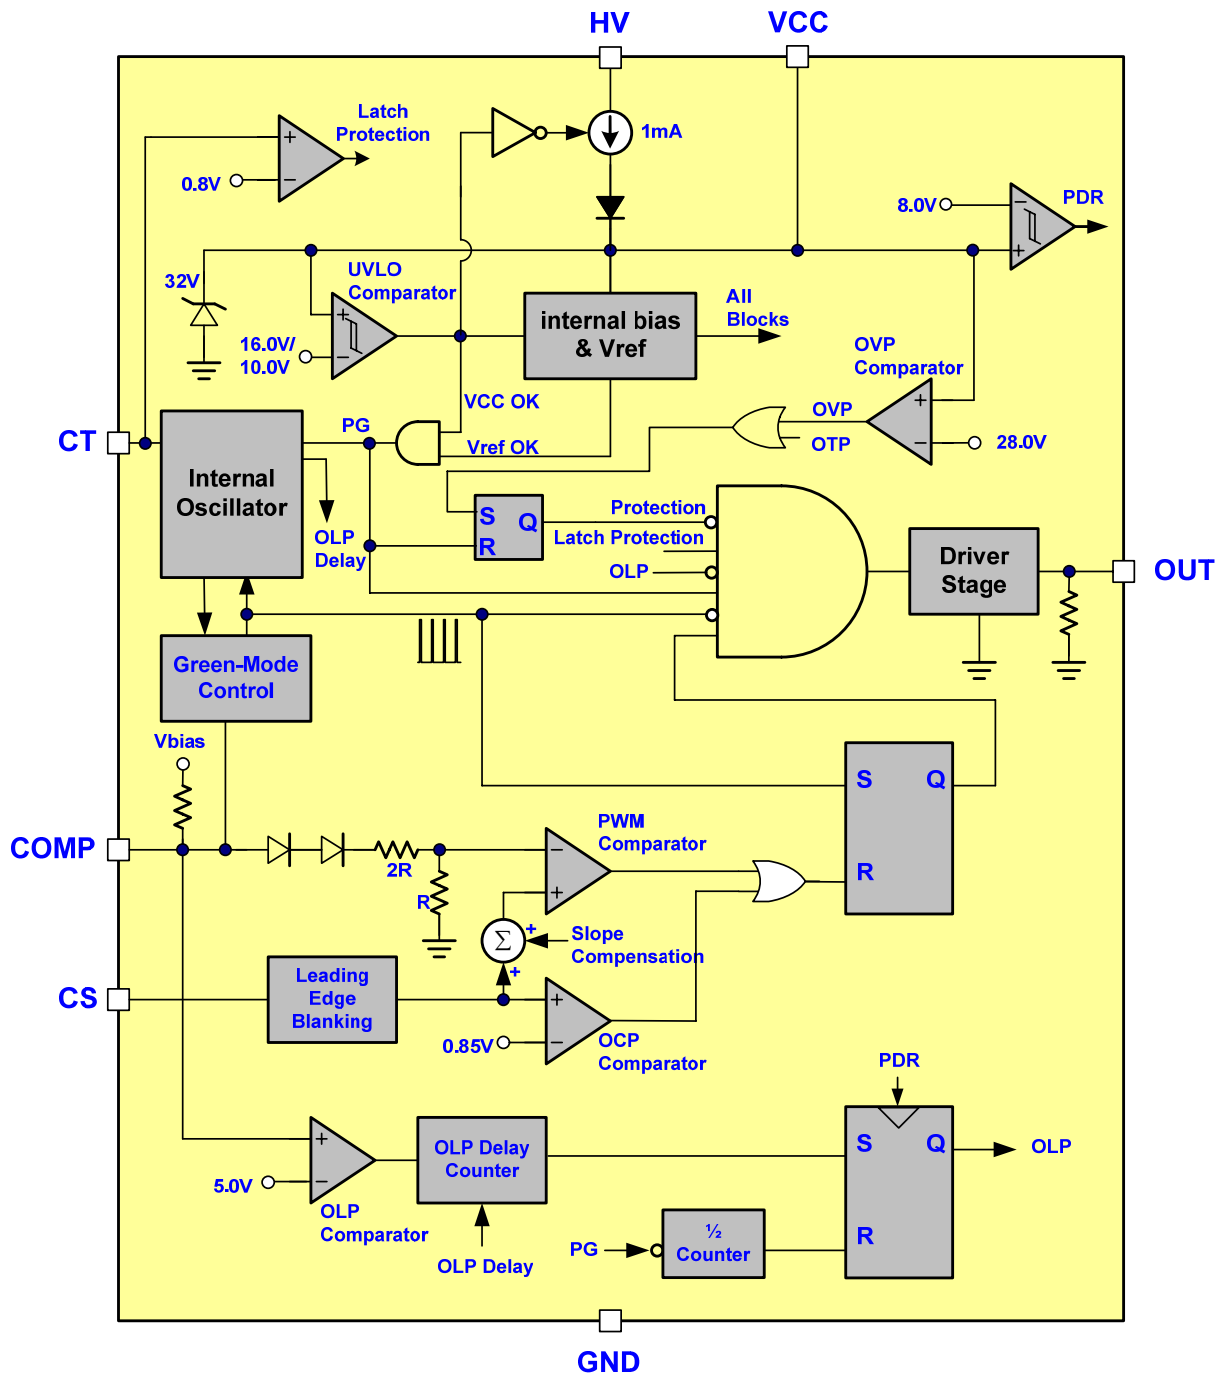 HV
VCC
Latch
Protection
1mA
0.8V
8.0V
PDR
32V
UVLO
Comparator
16.0V/
10.0V
internal bias
& Vref
All
Blocks
OVP
Comparator
VCC OK
PG
Vref OK
OVP
OTP
28.0V
CT
Internal
Oscillator
OLP
Delay
S
Q
R
Protection
Latch Protection
OLP
Driver
Stage
OUT
Green-Mode
Control
Vbias
COMP
2R
R
PWM
Comparator
S
Q
R
Σ
Slope
Compensation
CS
Leading
Edge
Blanking
0.85V
OCP
Comparator
PDR
OLP Delay
Counter
S
Q
OLP
5.0V
OLP
Comparator
OLP Delay
PG
½
Counter
R
GND